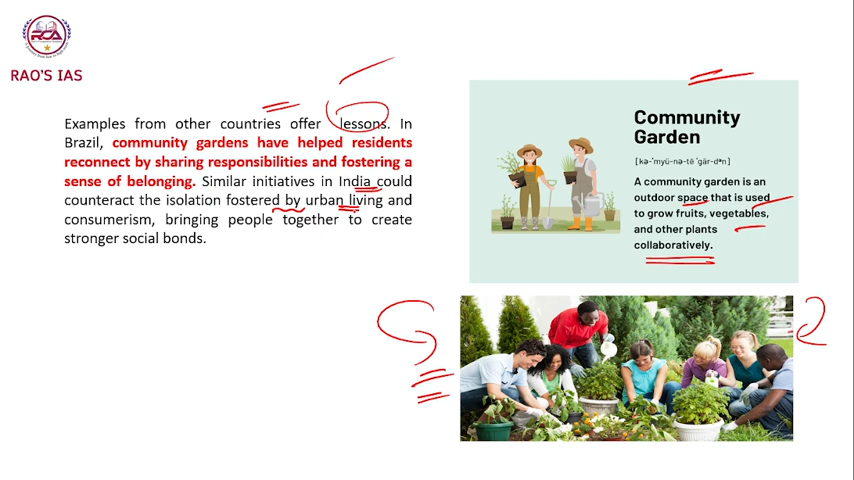 RCA
RAO'S IAS
Examples from other countries offer lessons. In
Brazil, community gardens have helped residents
reconnect by sharing responsibilities and fostering a
sense of belonging. Similar initiatives in India could
counteract the isolation fostered by urban living and
consumerism, bringing people together to create
stronger social bonds.
Community
Garden
[kə-ˈmyü-nə-tē ˈgär-dᵊn]
A community garden is an
outdoor space that is used
to grow fruits, vegetables,
and other plants
collaboratively.